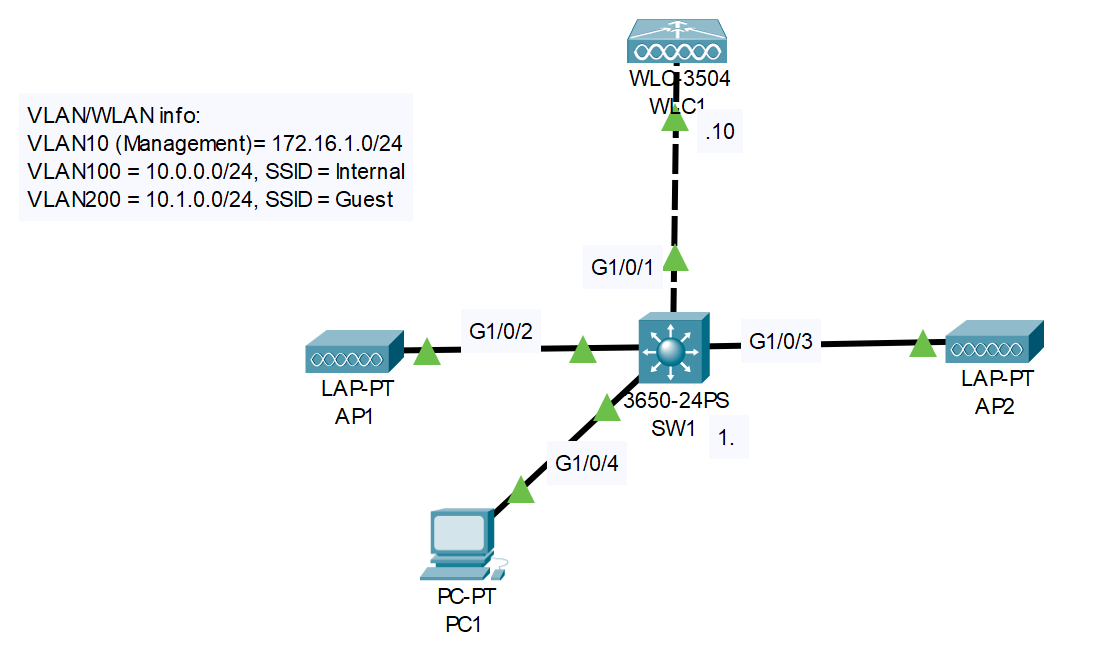 WLC-3504
WLC1
.10
VLAN/WLAN info:
VLAN10 (Management)= 172.16.1.0/24
VLAN100 = 10.0.0.0/24, SSID = Internal
VLAN200 = 10.1.0.0/24, SSID = Guest
G1/0/1
G1/0/2
G1/0/3
LAP-PT
AP1
3650-24PS
SW1
1.
LAP-PT
AP2
G1/0/4
PC-PT
PC1